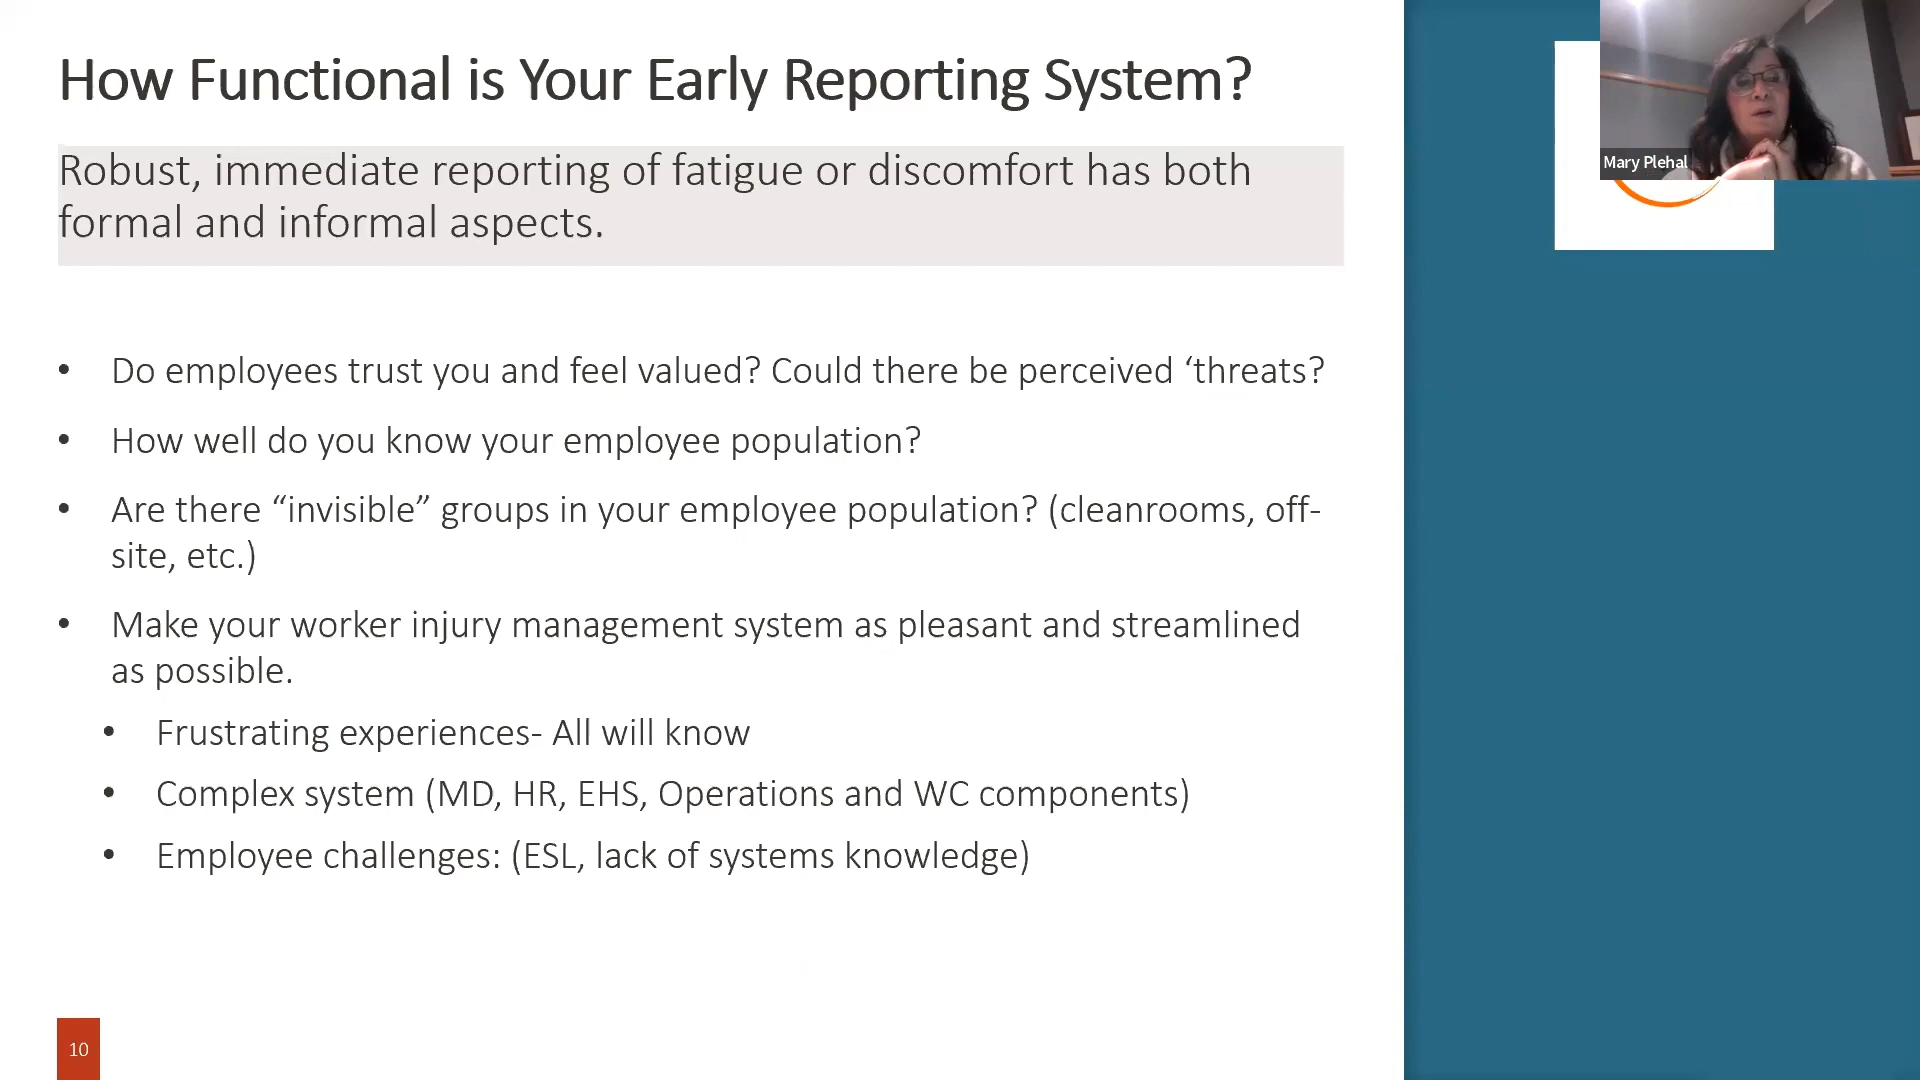 How Functional is Your Early Reporting System?
Robust, immediate reporting of fatigue or discomfort has both
formal and informal aspects.
• Do employees trust you and feel valued? Could there be perceived ‘threats?
• How well do you know your employee population?
• Are there “invisible” groups in your employee population? (cleanrooms, off-
site, etc.)
• Make your worker injury management system as pleasant and streamlined
as possible.
• Frustrating experiences- All will know
• Complex system (MD, HR, EHS, Operations and WC components)
• Employee challenges: (ESL, lack of systems knowledge)
10
Mary Plehal